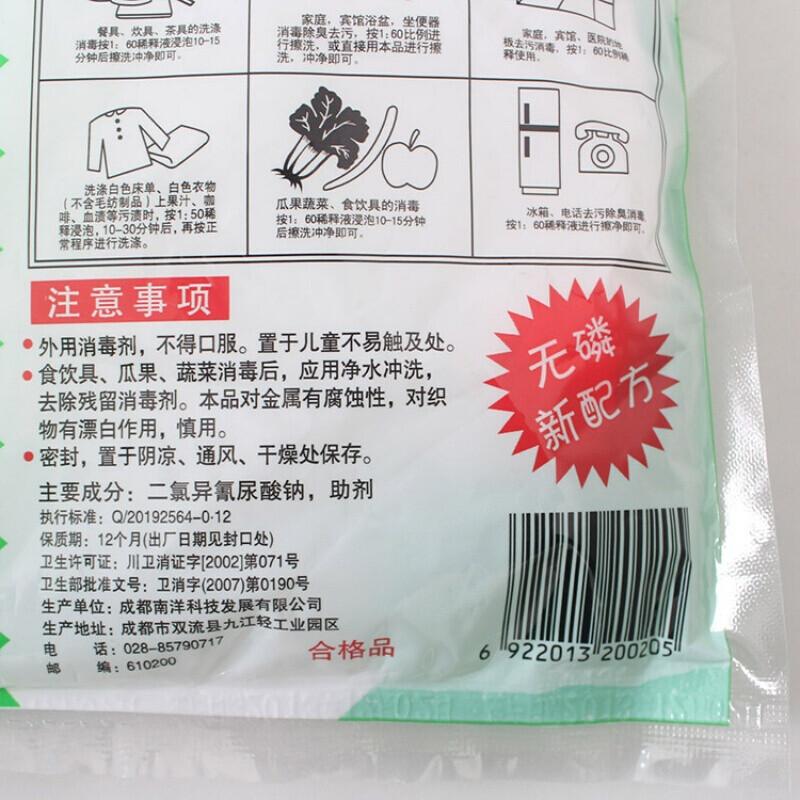 餐具、炊具、茶具的洗涤
消毒按1:60稀释液浸泡10-15
分钟后擦洗冲净即可。
家庭,宾馆浴盆,坐便器
消毒除臭去污,按1:60比例进
行擦洗,或直接用本品进行擦
洗,冲净即可。
家庭,宾馆、医院的地
板去污消毒,按1:60比例稀
释使用。
洗涤白色床单、白色衣物
(不含毛纺制品)上果汁、咖
啡、血渍等污渍时,按1:50稀
释浸泡,10-30分钟后,再按正
常程序进行洗涤。
瓜果蔬菜、食饮具的消毒
按1:60稀释液浸泡10-15分钟
后擦洗冲净即可。
冰箱、电话去污除臭消毒,
按1:60稀释液进行擦洗即可。
注意事项
●外用消毒剂,不得口服。置于儿童不易触及处。
●食饮具、瓜果、蔬菜消毒后,应用净水冲洗,
去除残留消毒剂。本品对金属有腐蚀性,对织
物有漂白作用,慎用。
●密封,置于阴凉、通风、干燥处保存。
无磷
新配方
主要成分:二氯异氰尿酸钠,助剂
执行标准:Q/20192564-0·12
保质期:12个月(出厂日期见封口处)
卫生许可证:川卫消证字[2002]第071号
卫生部批准文号:卫消字(2007)第0190号
生产单位:成都南洋科技发展有限公司
生产地址:成都市双流县九江轻工业园区
电 话:028-85790717
邮 编:610200
合格品
6 922013 200205